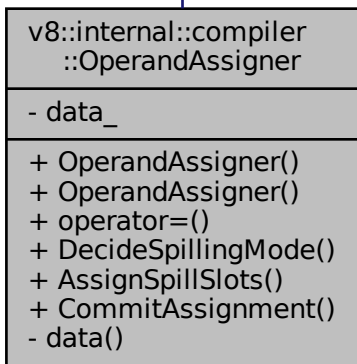 v8::internal::compiler
::OperandAssigner
- data_
+ OperandAssigner()
+ OperandAssigner()
+ operator=()
+ DecideSpillingMode()
+ AssignSpillSlots()
+ CommitAssignment()
- data()